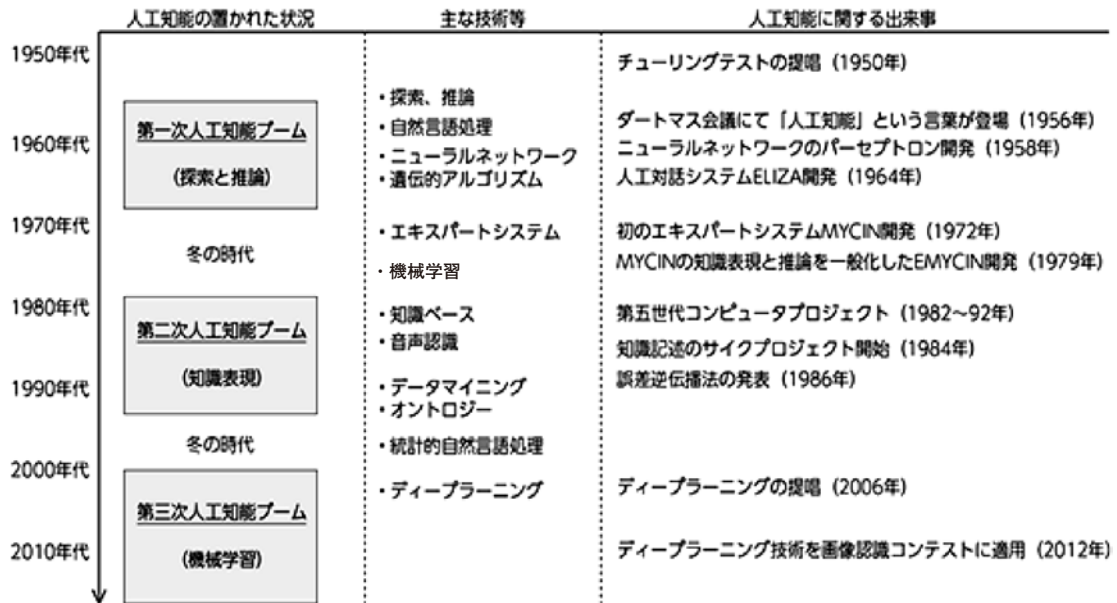 人工知能の置かれた状況 主な技術等 人工知能に関する出来事
1950年代
チューリングテストの提唱（1950年）
・探索、推論
第一次人工知能ブーム ・自然言語処理 ダートマス会議にて「人工知能」という言葉が登場（1956年）
1960年代 ・ニューラルネットワーク ニューラルネットワークのパーセプトロン開発（1958年）
（探索と推論） ・遺伝的アルゴリズム 人工対話システムELIZA開発（1964年）
1970年代 ・エキスパートシステム 初のエキスパートシステムMYCIN開発（1972年）
冬の時代 ・機械学習 MYCINの知識表現と推論を一般化したEMYCIN開発（1979年）
1980年代 ・知識ベース 第五世代コンピュータプロジェクト（1982～92年）
第二次人工知能ブーム ・音声認識 知識記述のサイクプロジェクト開始（1984年）
（知識表現） 誤差逆伝播法の発表（1986年）
1990年代 ・データマイニング
・オントロジー
冬の時代 ・統計的自然言語処理
2000年代
・ディープラーニング ディープラーニングの提唱（2006年）
第三次人工知能ブーム
2010年代 （機械学習） ディープラーニング技術を画像認識コンテストに適用（2012年）